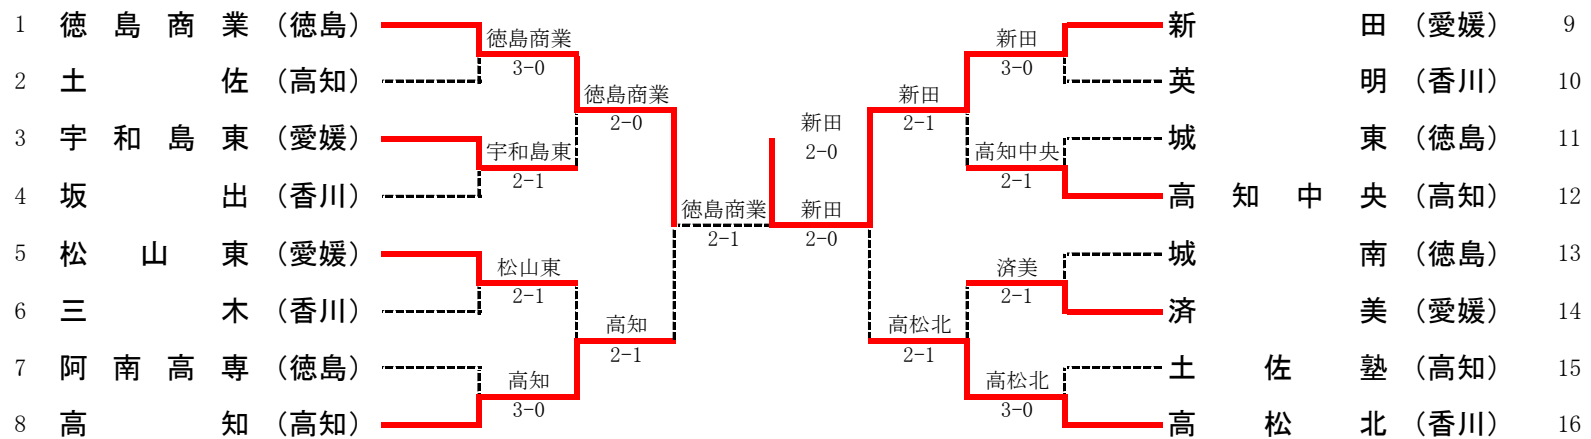 1 徳島商業（徳島）
2 土佐（高知）
3 宇和島東（愛媛）
4 坂出（香川）
5 松山東（愛媛）
6 三木（香川）
7 阿南高専（徳島）
8 高知（高知）
徳島商業
3-0
宇和島東
2-1
松山東
2-1
高知
3-0
徳島商業
2-0
高知
2-1
徳島商業
2-1
新田
2-0
新田
2-0
新田
2-1
高松北
2-1
新田
3-0
高知中央
2-1
済美
2-1
高松北
3-0
新田（愛媛） 9
英明（香川） 10
城東（徳島） 11
高知中央（高知） 12
城南（徳島） 13
済美（愛媛） 14
土佐塾（高知） 15
高松北（香川） 16